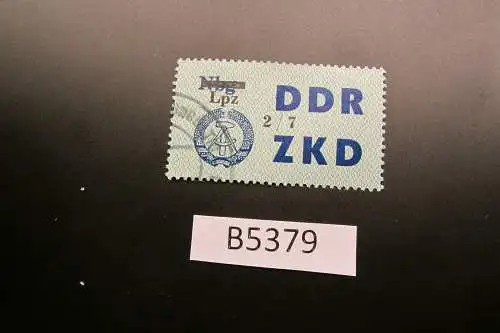 Nbg
Lpz
DDR
2 / 7
ZKD
B5379